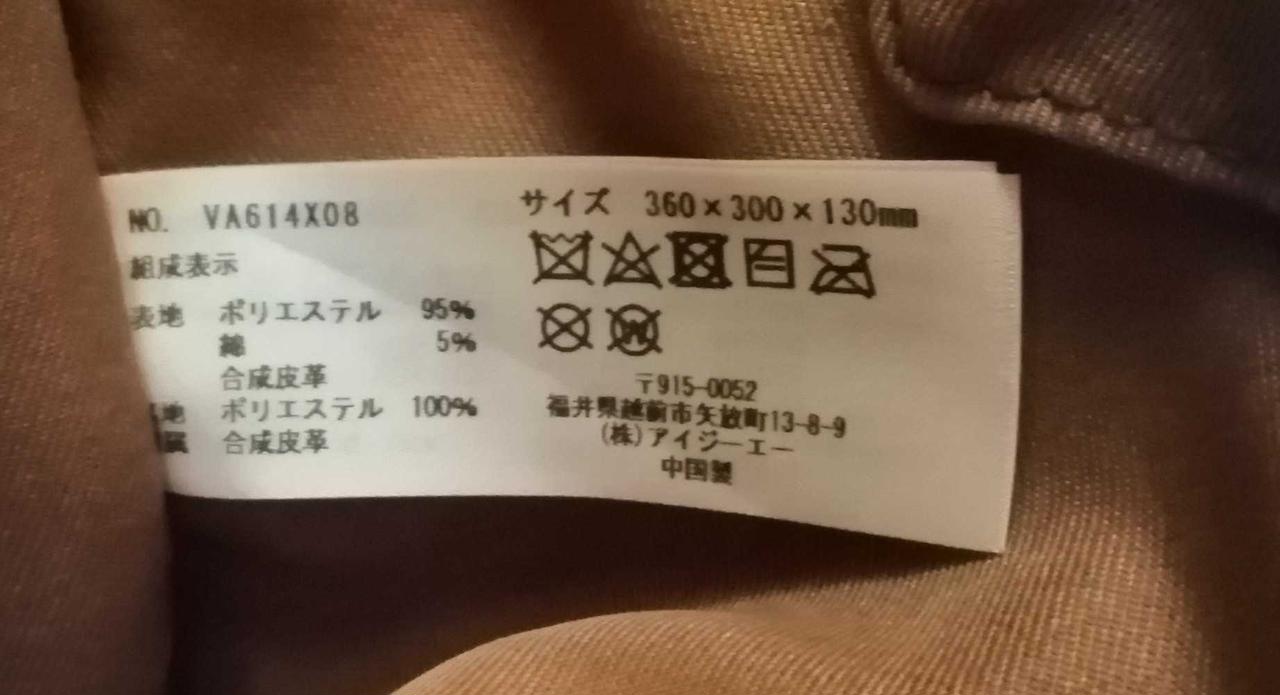 NO. VA614X08
組成表示
表地 ポリエステル 95%
綿 5%
合成皮革
地 ポリエステル 100%
属 合成皮革
サイズ 360×300×130mm
W
〒915-0052
福井県越前市矢放町13-8-9
(株)アイジーエー
中国製